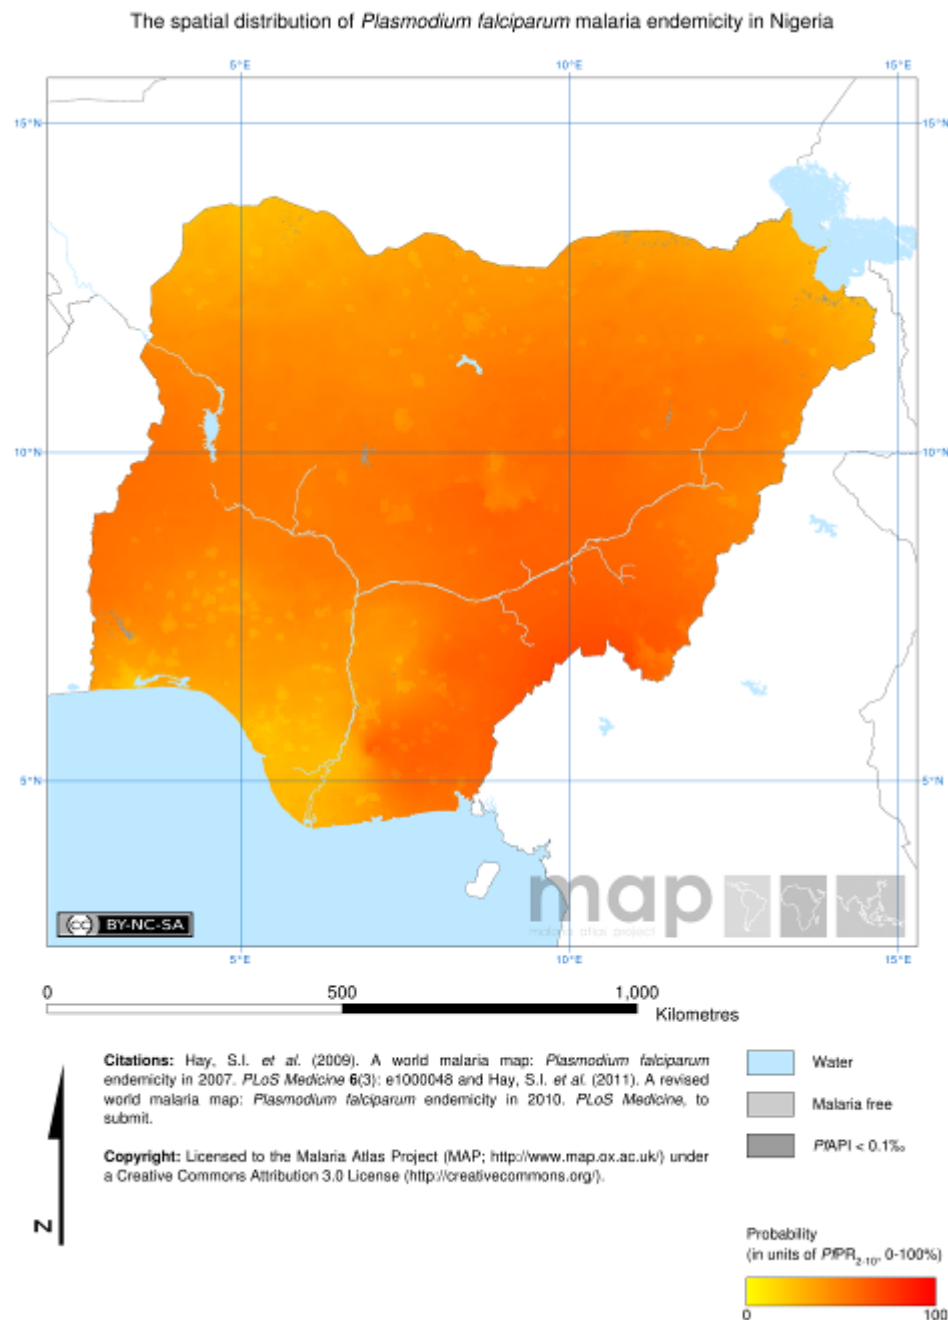 The spatial distribution of Plasmodium falciparum malaria endemicity in Nigeria
5°E 10°E 15°E
15°N 15°N
10°N 10°N
5°N 5°N
map
malaria atlas project
cc BY-NC-SA
5°E 10°E 15°E
0 500 1,000
Kilometres
Citations: Hay, S.I. et al. (2009). A world malaria map: Plasmodium falciparum
endemicity in 2007. PLoS Medicine 6(3): e1000048 and Hay, S.I. et al. (2011). A revised
world malaria map: Plasmodium falciparum endemicity in 2010. PLoS Medicine, to
submit.
Copyright: Licensed to the Malaria Atlas Project (MAP; http://www.map.ox.ac.uk/) under
a Creative Commons Attribution 3.0 License (http://creativecommons.org/).
N
Water
Malaria free
PfAPI < 0.1‰
Probability
(in units of PfPR2-10, 0-100%)
0 100